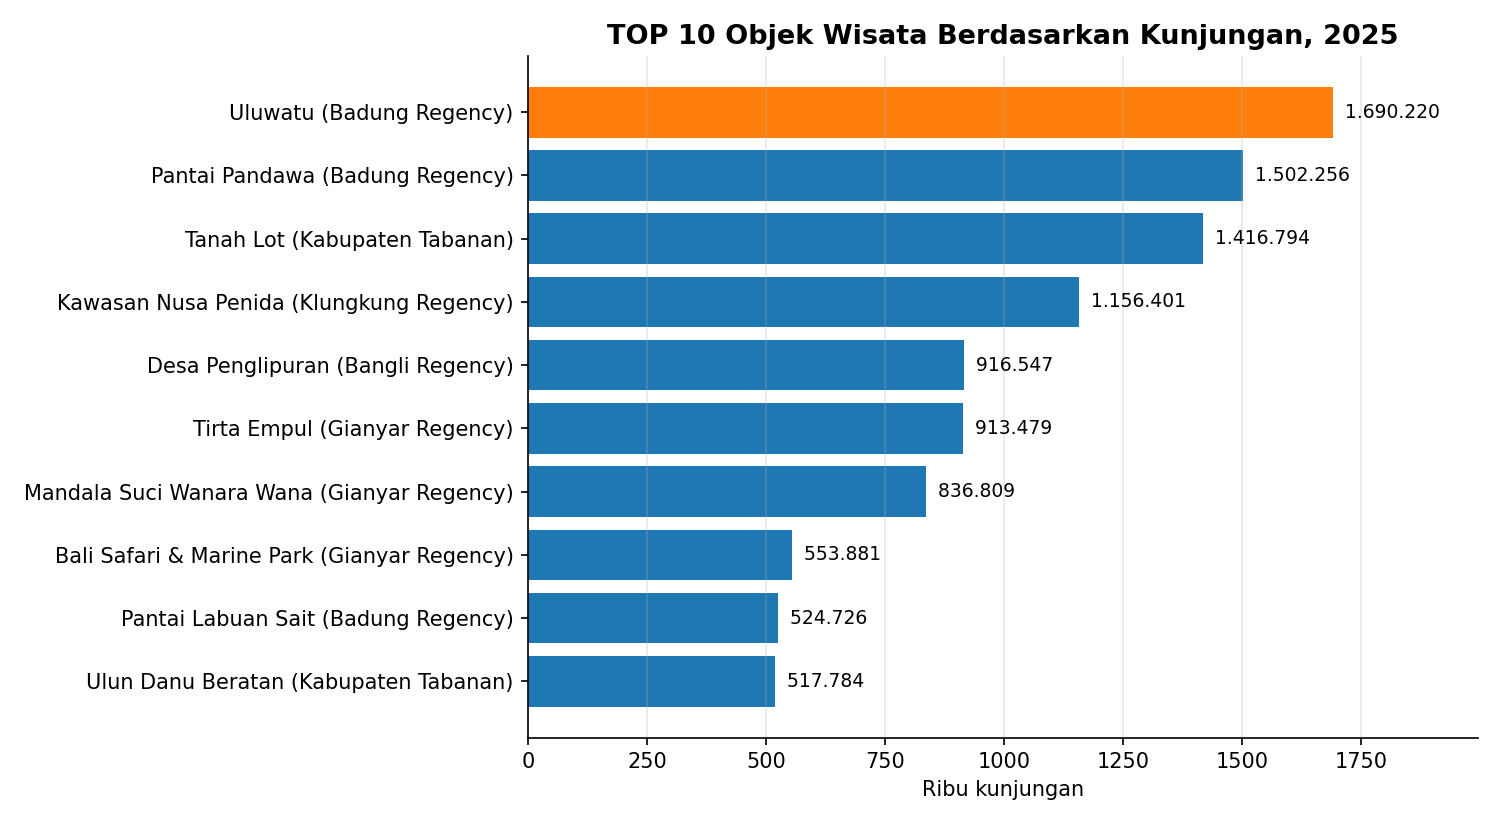 TOP 10 Objek Wisata Berdasarkan Kunjungan, 2025
Uluwatu (Badung Regency) 1.690.220
Pantai Pandawa (Badung Regency) 1.502.256
Tanah Lot (Kabupaten Tabanan) 1.416.794
Kawasan Nusa Penida (Klungkung Regency) 1.156.401
Desa Penglipuran (Bangli Regency) 916.547
Tirta Empul (Gianyar Regency) 913.479
Mandala Suci Wanara Wana (Gianyar Regency) 836.809
Bali Safari & Marine Park (Gianyar Regency) 553.881
Pantai Labuan Sait (Badung Regency) 524.726
Ulun Danu Beratan (Kabupaten Tabanan) 517.784
0 250 500 750 1000 1250 1500 1750
Ribu kunjungan